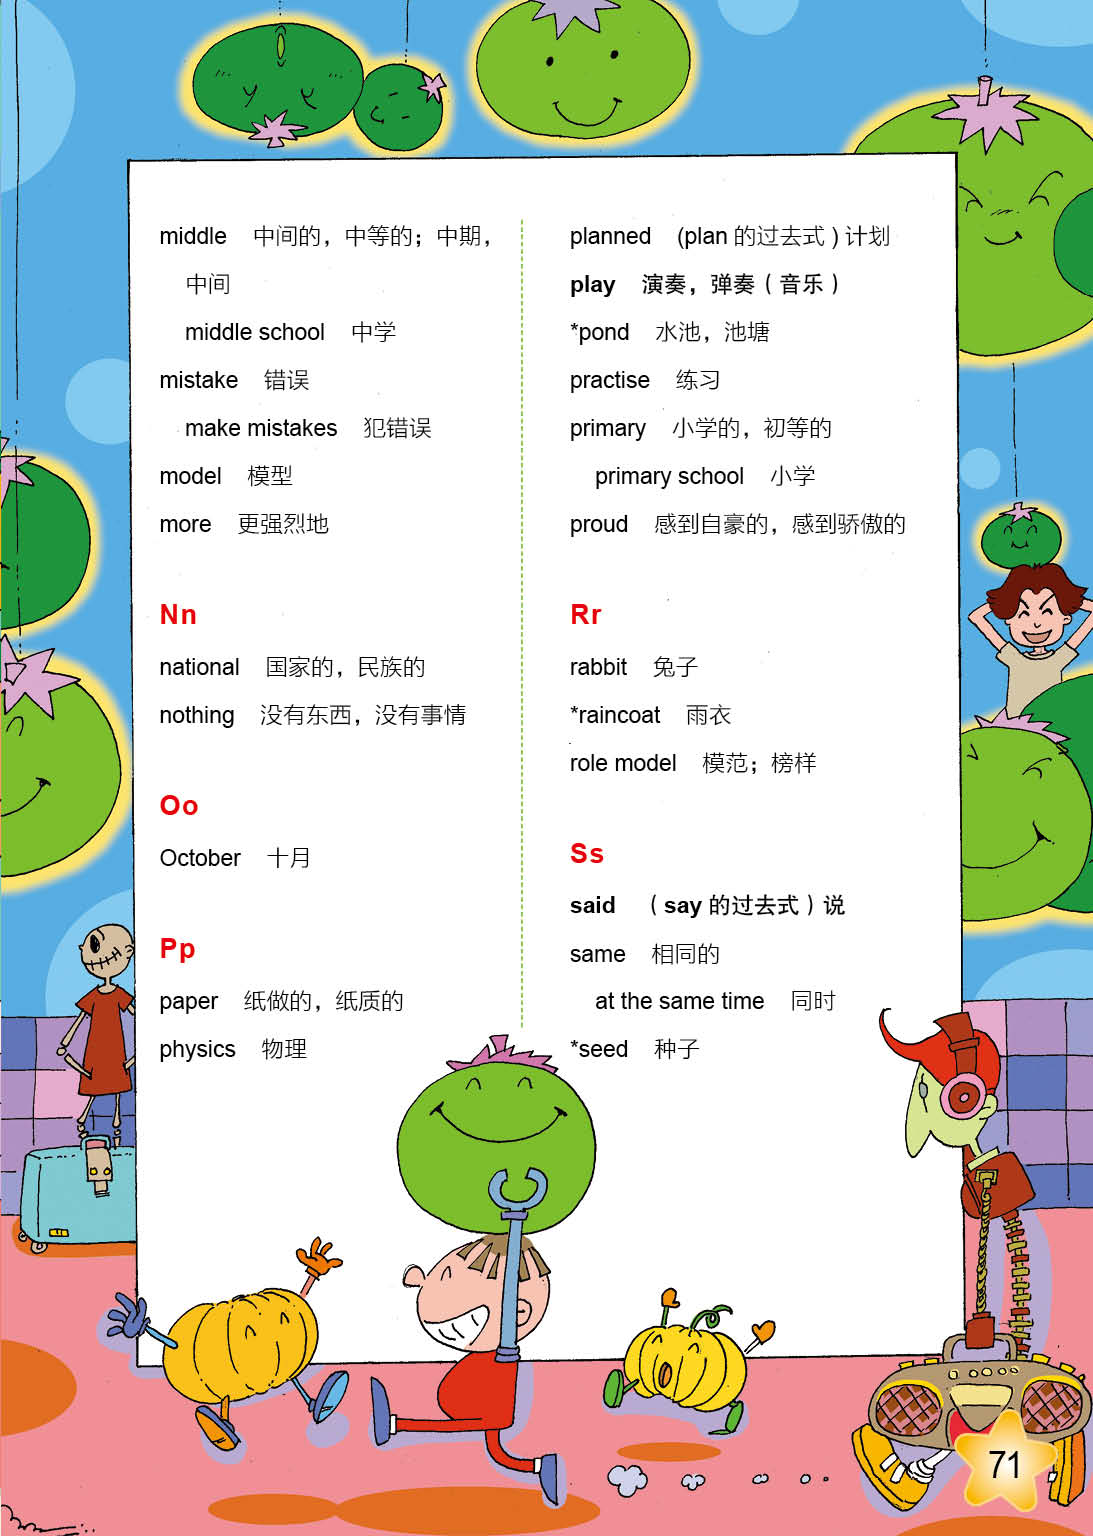 middle 中间的，中等的；中期，
中间
middle school 中学
mistake 错误
make mistakes 犯错误
model 模型
more 更强烈地
Nn
national 国家的，民族的
nothing 没有东西，没有事情
Oo
October 十月
Pp
paper 纸做的，纸质的
physics 物理
planned (plan 的过去式 ) 计划
play 演奏，弹奏（音乐）
*pond 水池，池塘
practise 练习
primary 小学的，初等的
primary school 小学
proud 感到自豪的，感到骄傲的
Rr
rabbit 兔子
*raincoat 雨衣
role model 模范；榜样
Ss
said （say 的过去式）说
same 相同的
at the same time 同时
*seed 种子
71